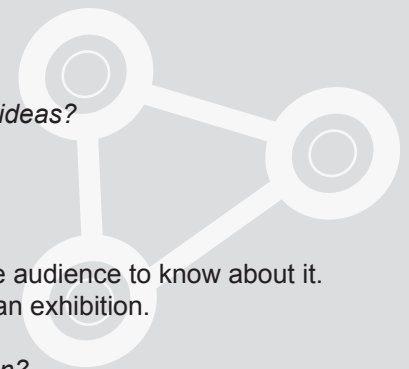 ideas?
e audience to know about it.
an exhibition.
n?